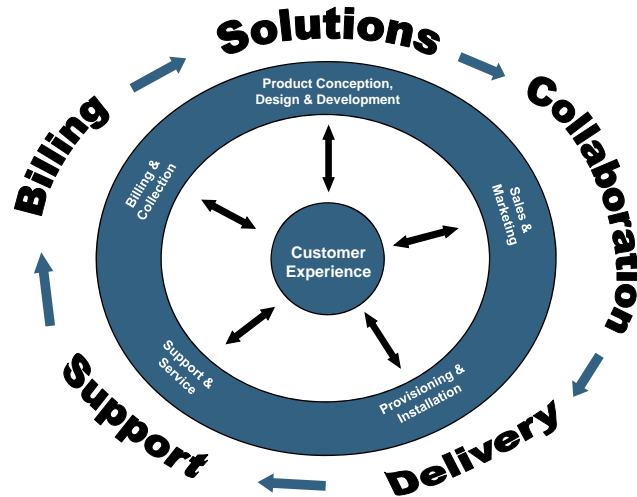 Solutions
Collaboration
Delivery
Support
Billing
Product Conception,
Design & Development
Sales &
Marketing
Provisioning &
Installation
Support &
Service
Billing &
Collection
Customer
Experience